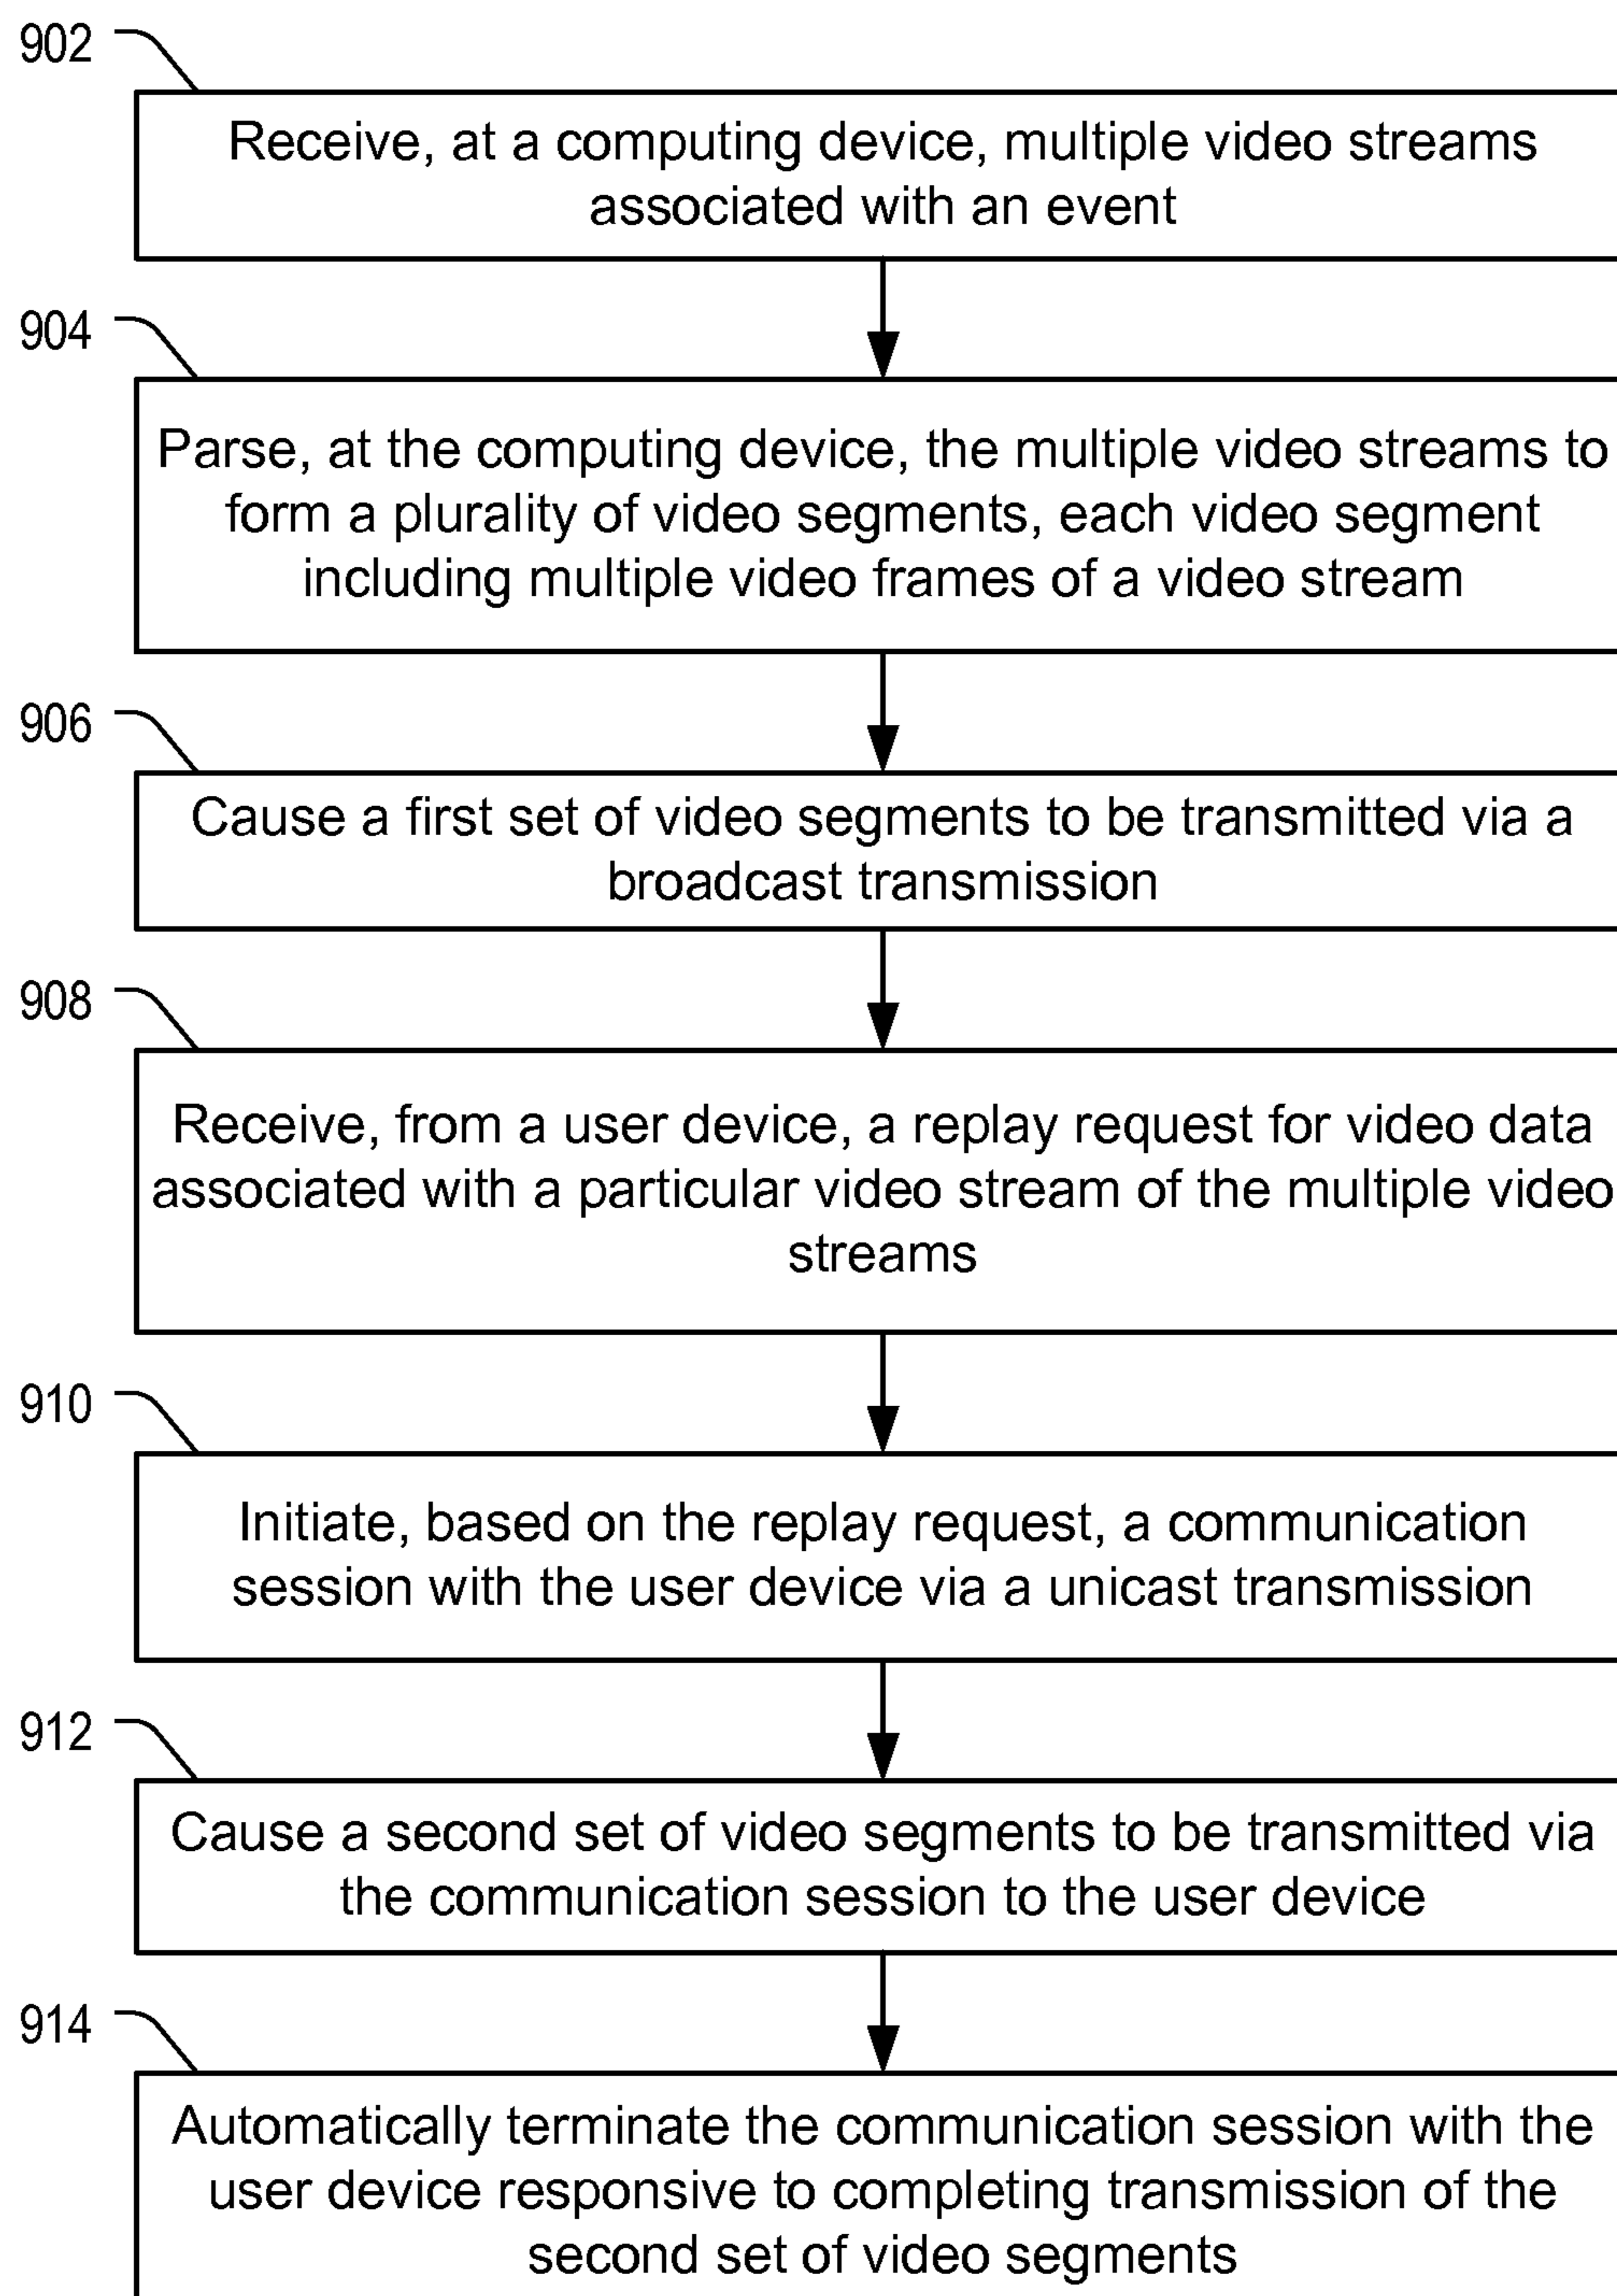 902
Receive, at a computing device, multiple video streams
associated with an event
904
Parse, at the computing device, the multiple video streams to
form a plurality of video segments, each video segment
including multiple video frames of a video stream
906
Cause a first set of video segments to be transmitted via a
broadcast transmission
908
Receive, from a user device, a replay request for video data
associated with a particular video stream of the multiple video
streams
910
Initiate, based on the replay request, a communication
session with the user device via a unicast transmission
912
Cause a second set of video segments to be transmitted via
the communication session to the user device
914
Automatically terminate the communication session with the
user device responsive to completing transmission of the
second set of video segments